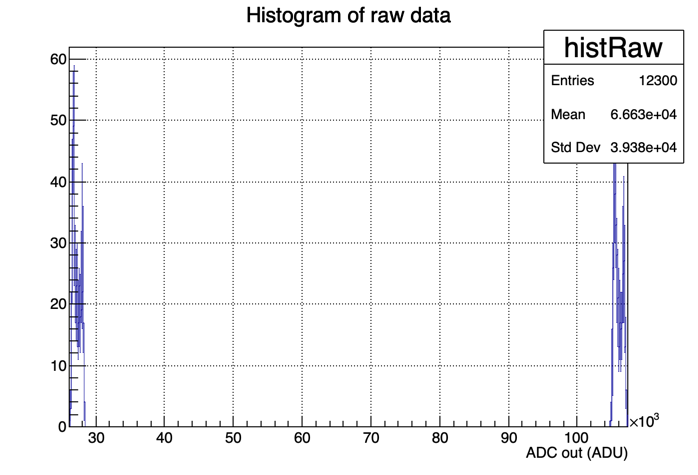 Histogram of raw data
histRaw
Entries 12300
Mean 6.663e+04
Std Dev 3.938e+04
60
50
40
30
20
10
0
30 40 50 60 70 80 90 100
×10³
ADC out (ADU)